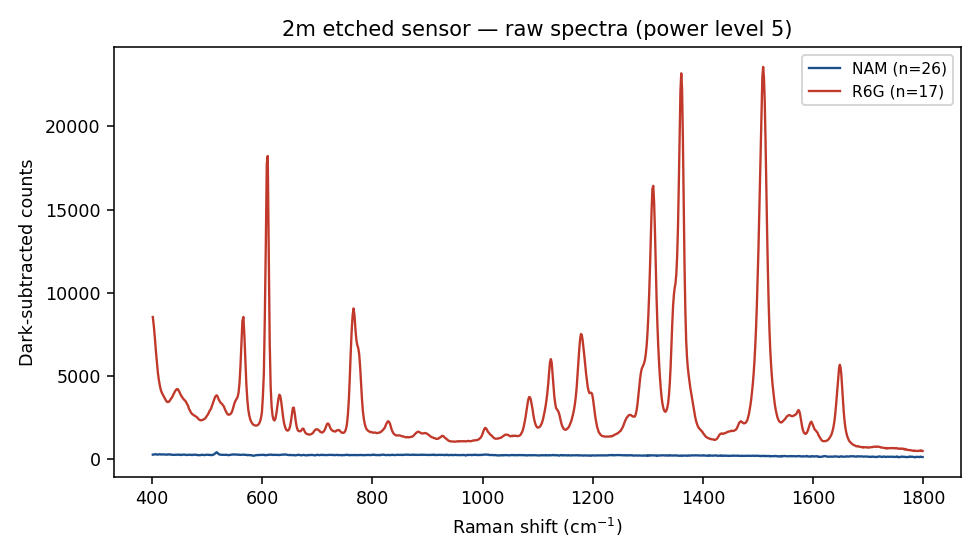 2m etched sensor — raw spectra (power level 5)
NAM (n=26)
R6G (n=17)
Dark-subtracted counts
20000
15000
10000
5000
0
400 600 800 1000 1200 1400 1600 1800
Raman shift (cm⁻¹)